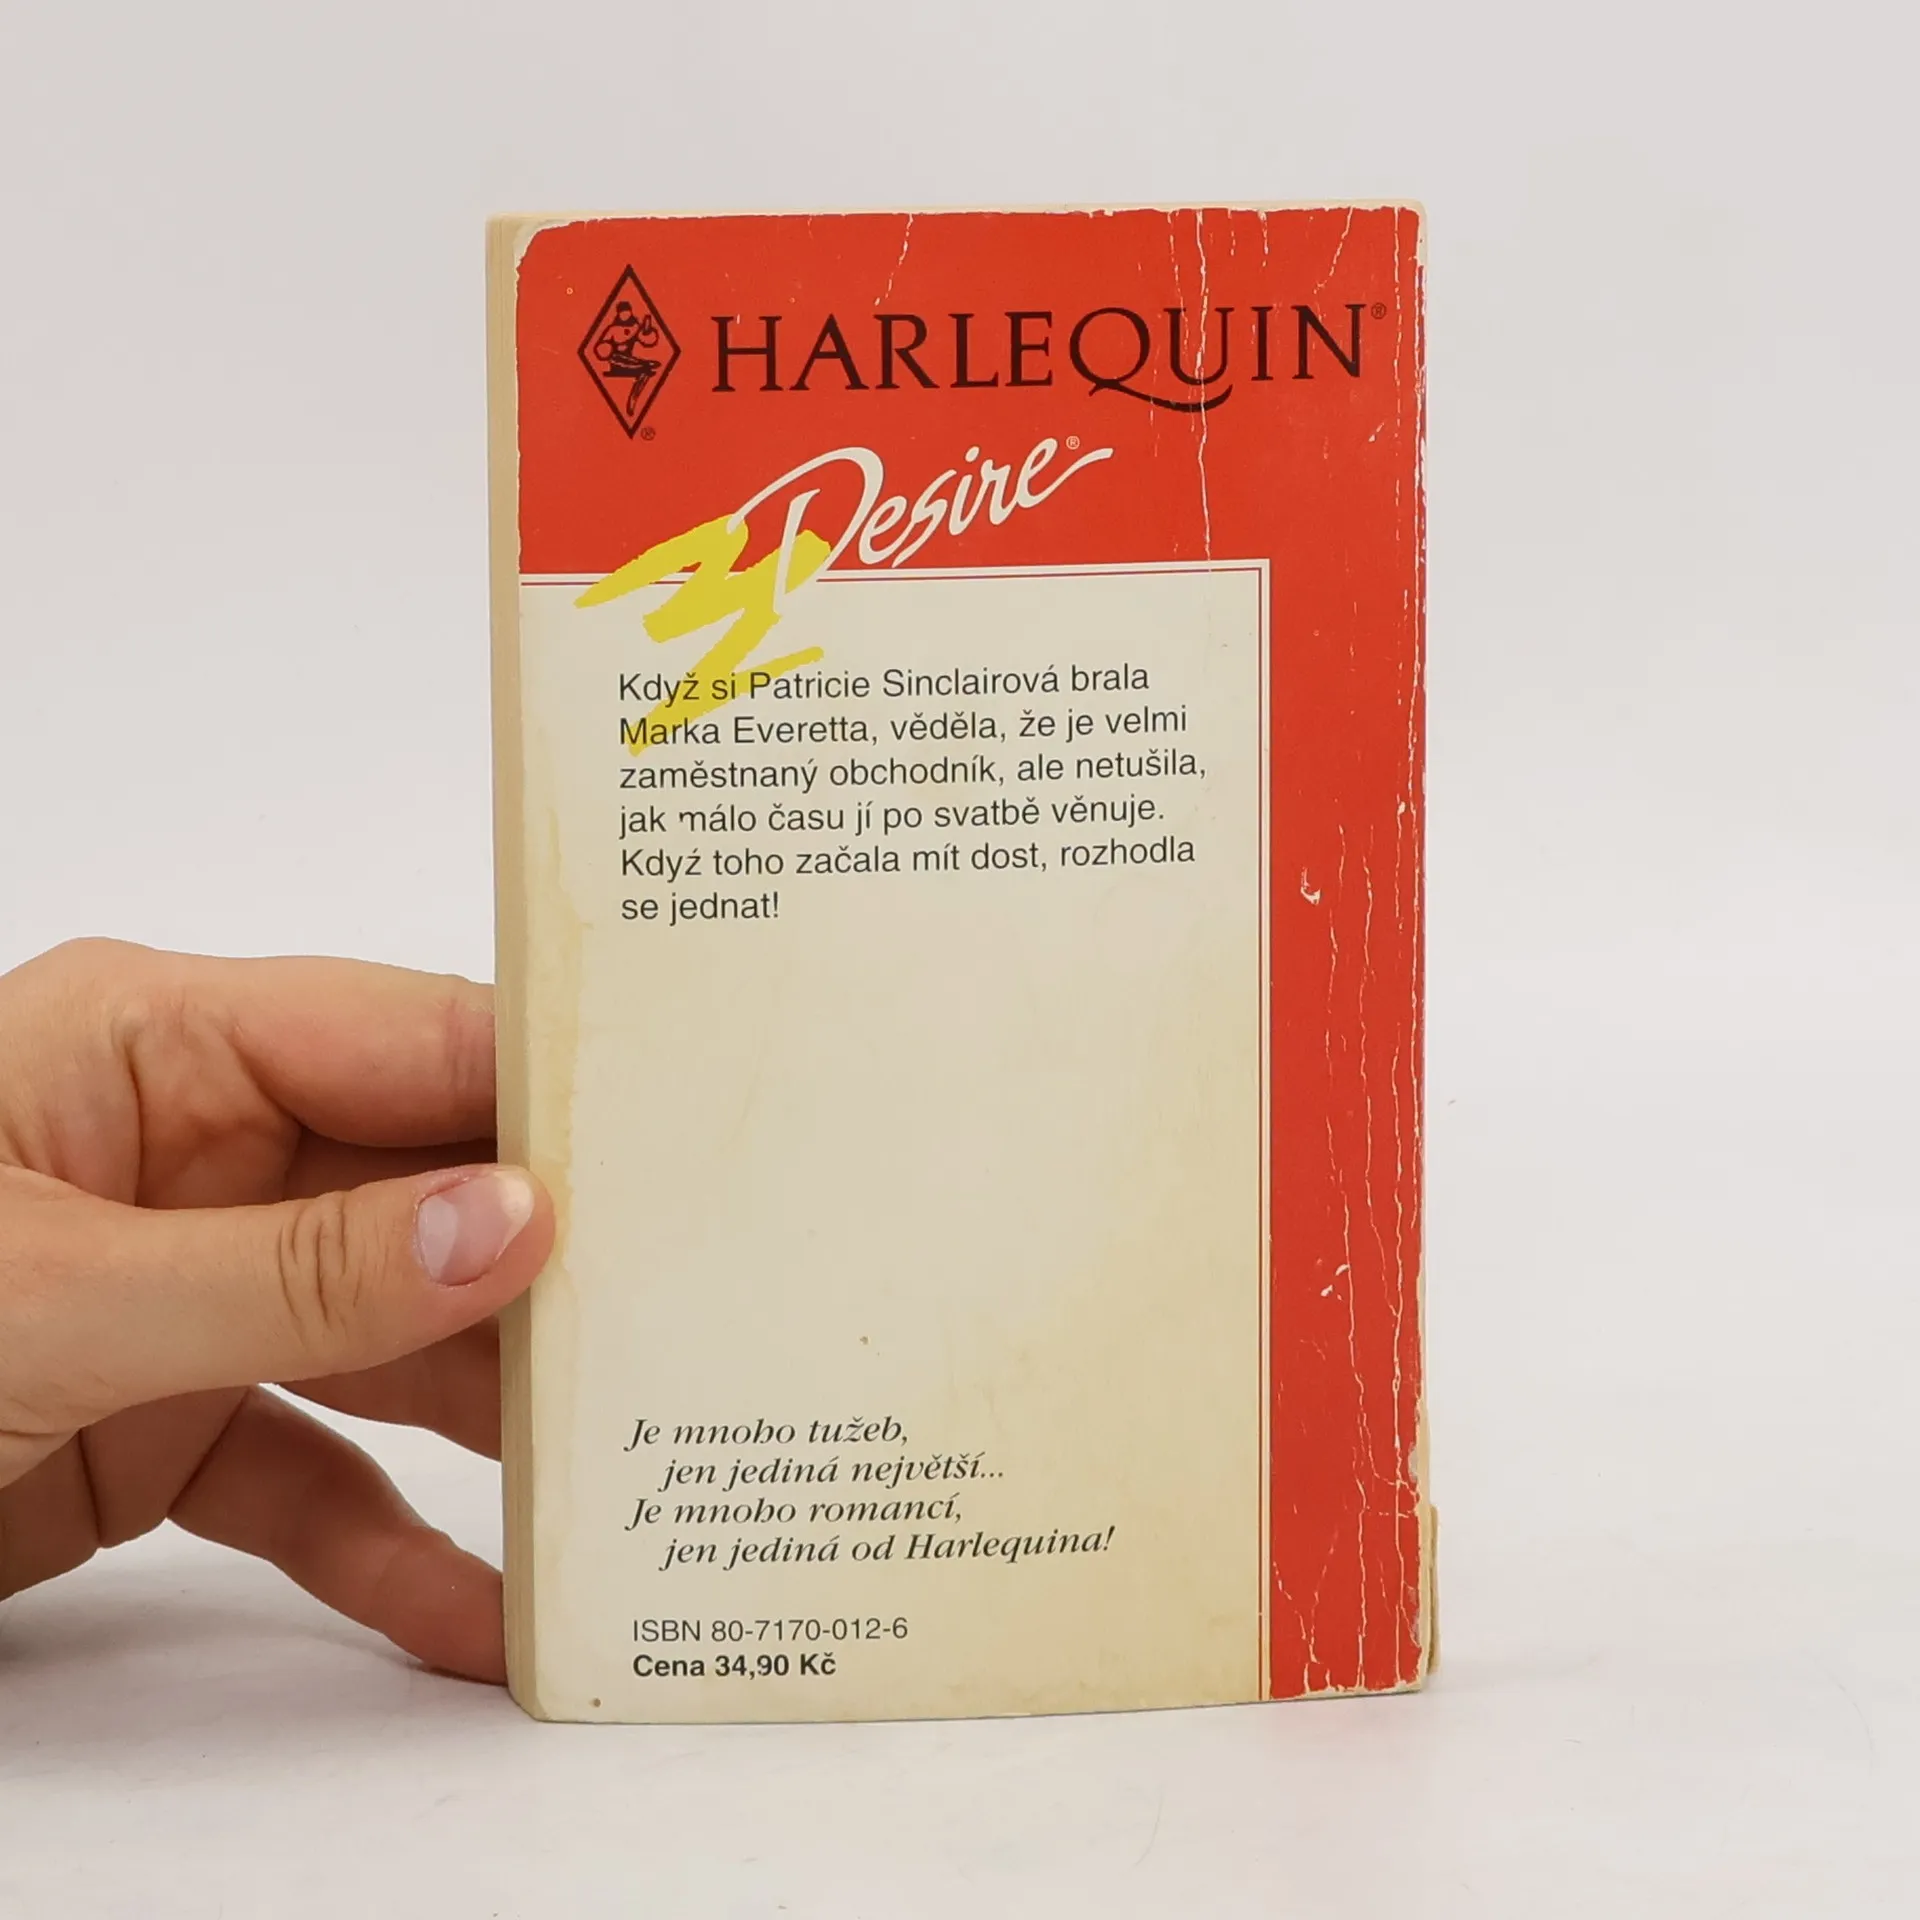 HARLEQUIN®
®
Desire®
Když si Patricie Sinclairová brala
Marka Everetta, věděla, že je velmi
zaměstnaný obchodník, ale netušila,
jak málo času jí po svatbě věnuje.
Kdyź toho začala mít dost, rozhodla
se jednat!
Je mnoho tužeb,
jen jediná největší...
Je mnoho romancí,
jen jediná od Harlequina!
ISBN 80-7170-012-6
Cena 34,90 Kč